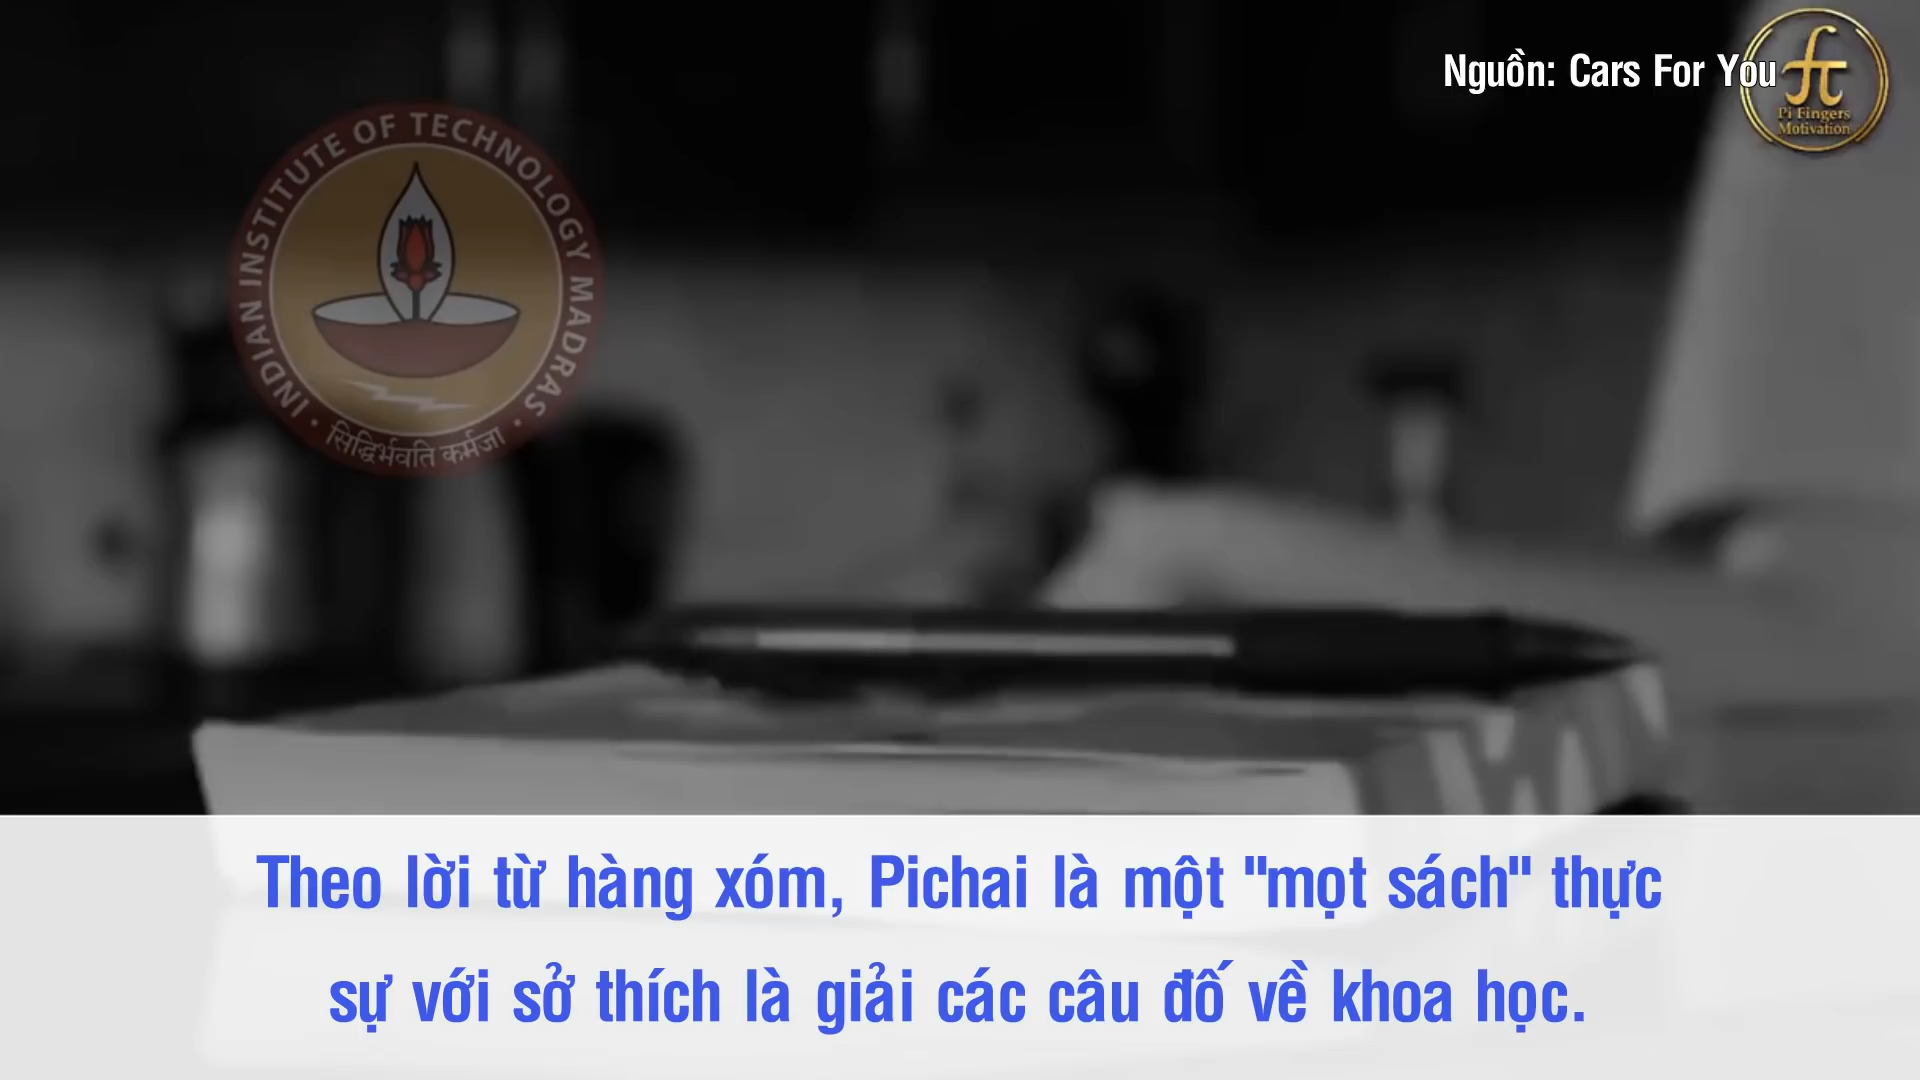 Nguồn: Cars For You
Pi Fingers
Motivation
INDIAN INSTITUTE OF TECHNOLOGY MADRAS
सिद्धिर्भवति कर्मजा
Theo lời từ hàng xóm, Pichai là một "mọt sách" thực
sự với sở thích là giải các câu đố về khoa học.